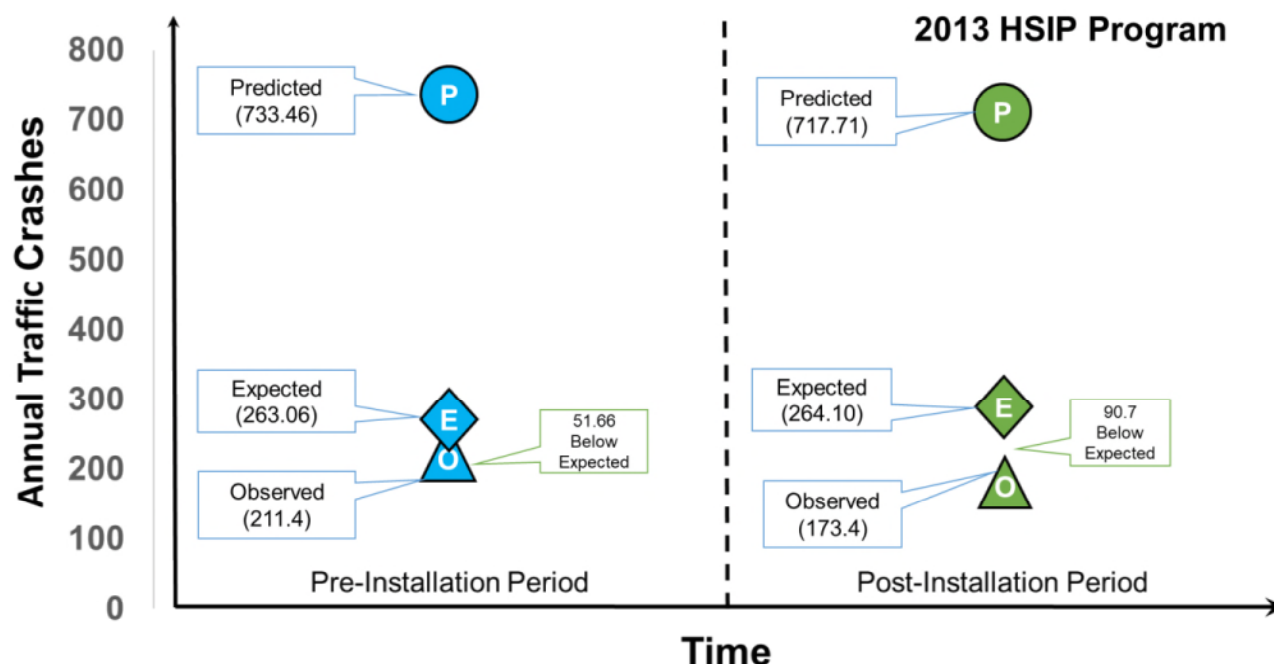 2013 HSIP Program
Annual Traffic Crashes
800
700
600
500
400
300
200
100
0
Predicted
(733.46)
P
Expected
(263.06)
E
51.66
Below
Expected
O
Observed
(211.4)
Pre-Installation Period
Predicted
(717.71)
P
Expected
(264.10)
E
90.7
Below
Expected
Observed
(173.4)
O
Post-Installation Period
Time